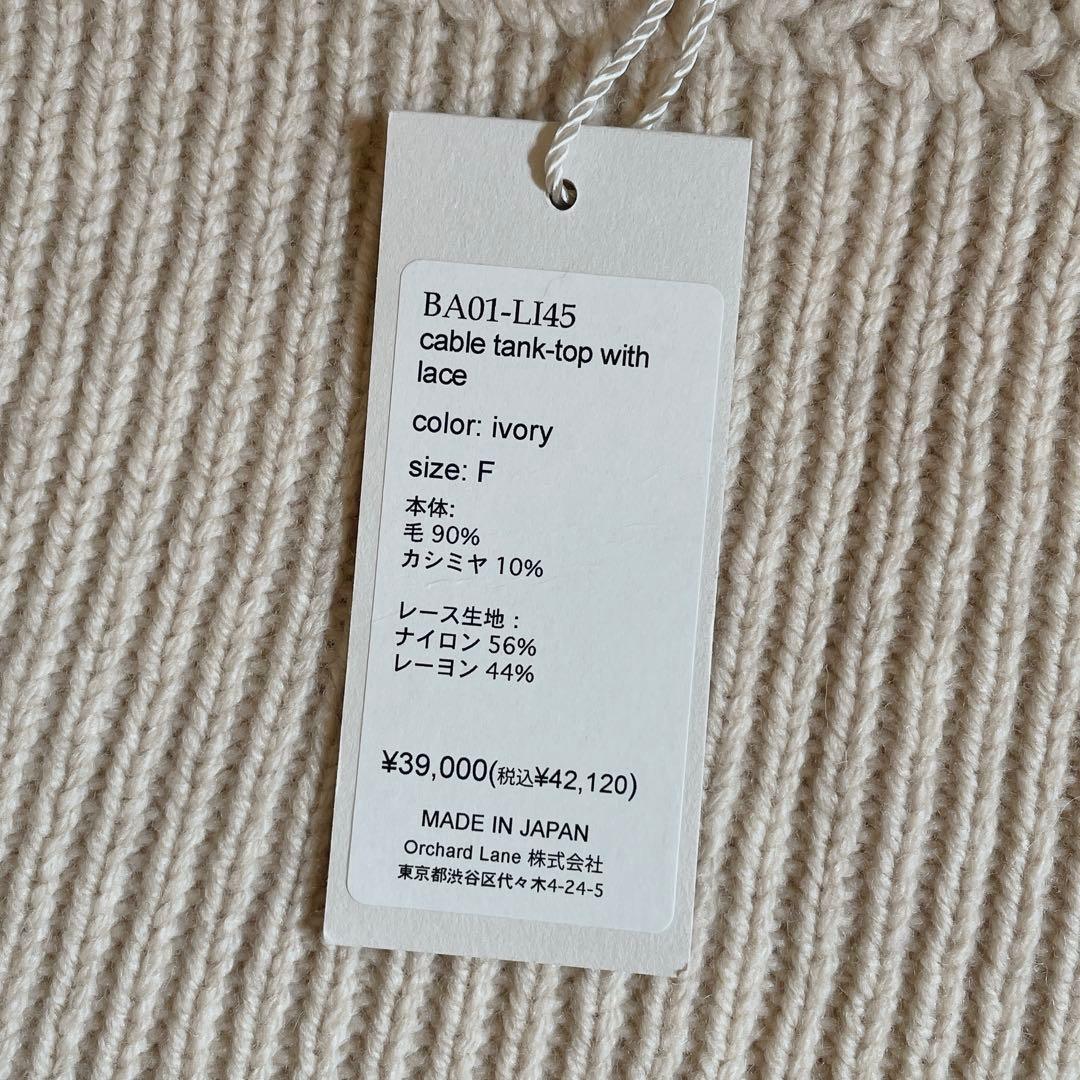 BA01-LI45
cable tank-top with
lace
color: ivory
size: F
本体:
毛 90%
カシミヤ 10%
レース生地：
ナイロン 56%
レーヨン 44%
¥39,000(税込¥42,120)
MADE IN JAPAN
Orchard Lane 株式会社
東京都渋谷区代々木4-24-5